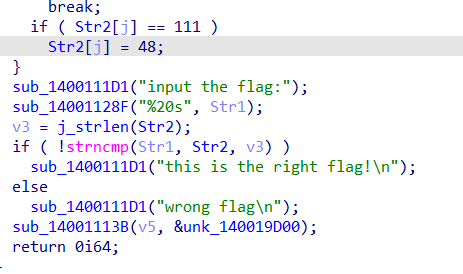 break;
if ( Str2[j] == 111 )
Str2[j] = 48;
}
sub_1400111D1("input the flag:");
sub_14001128F("%20s", Str1);
v3 = j_strlen(Str2);
if ( !strncmp(Str1, Str2, v3) )
sub_1400111D1("this is the right flag!\n");
else
sub_1400111D1("wrong flag\n");
sub_14001113B(v5, &unk_140019D00);
return 0i64;